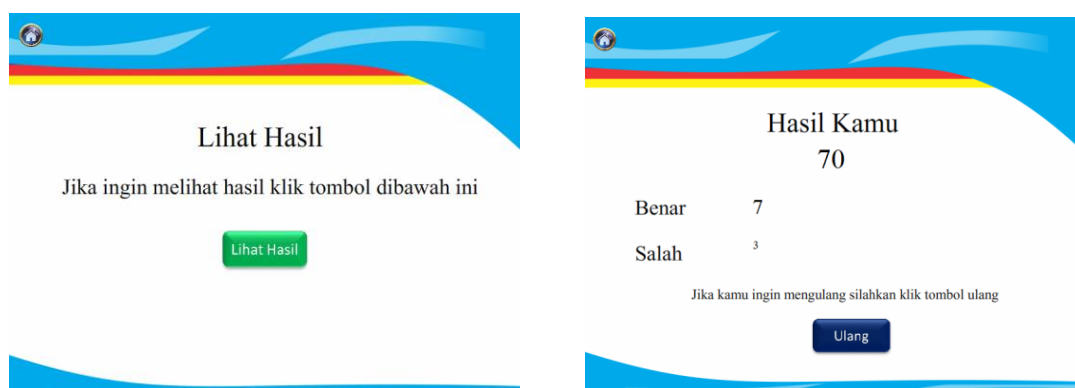 Lihat Hasil
Jika ingin melihat hasil klik tombol dibawah ini
Lihat Hasil
Hasil Kamu
70
Benar 7
Salah 3
Jika kamu ingin mengulang silahkan klik tombol ulang
Ulang